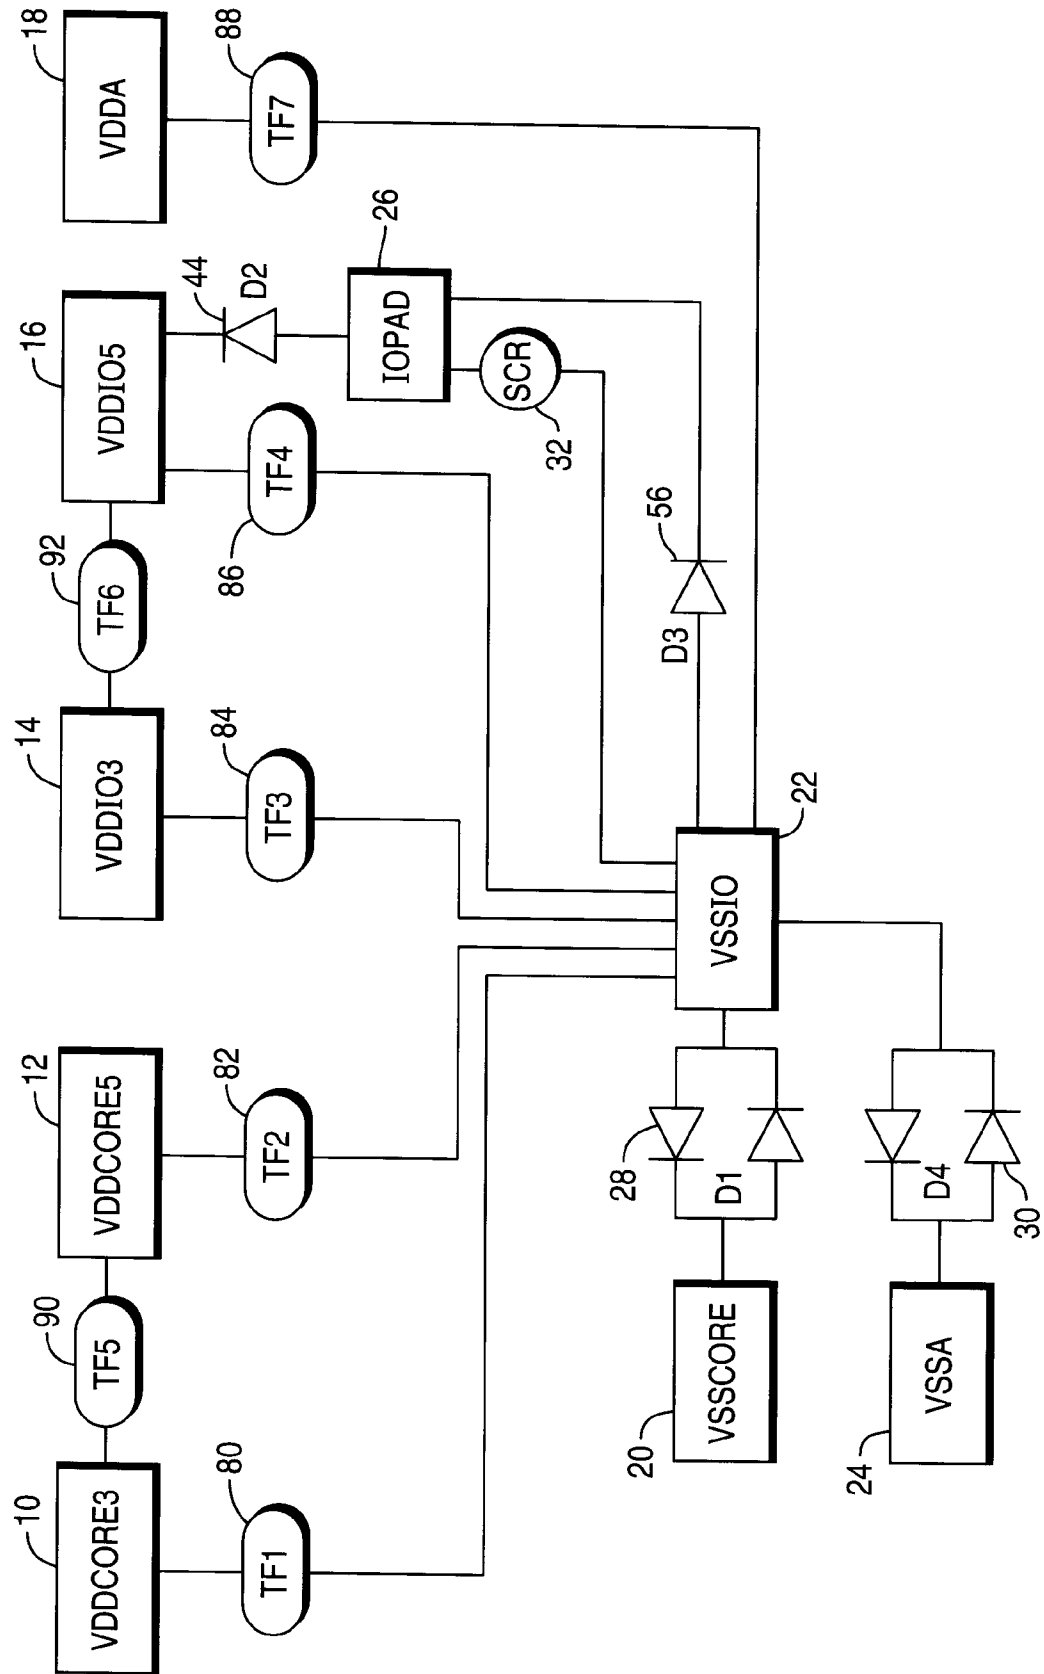 10
VDDCORE3
90
TF5
12
VDDCORE5
14
VDDIO3
92
TF6
16
VDDIO5
18
VDDA
80
TF1
82
TF2
84
TF3
86
TF4
44
D2
88
TF7
IOPAD
26
SCR
32
D3
56
20
VSSCORE
28
D1
VSSIO
22
24
VSSA
D4
30